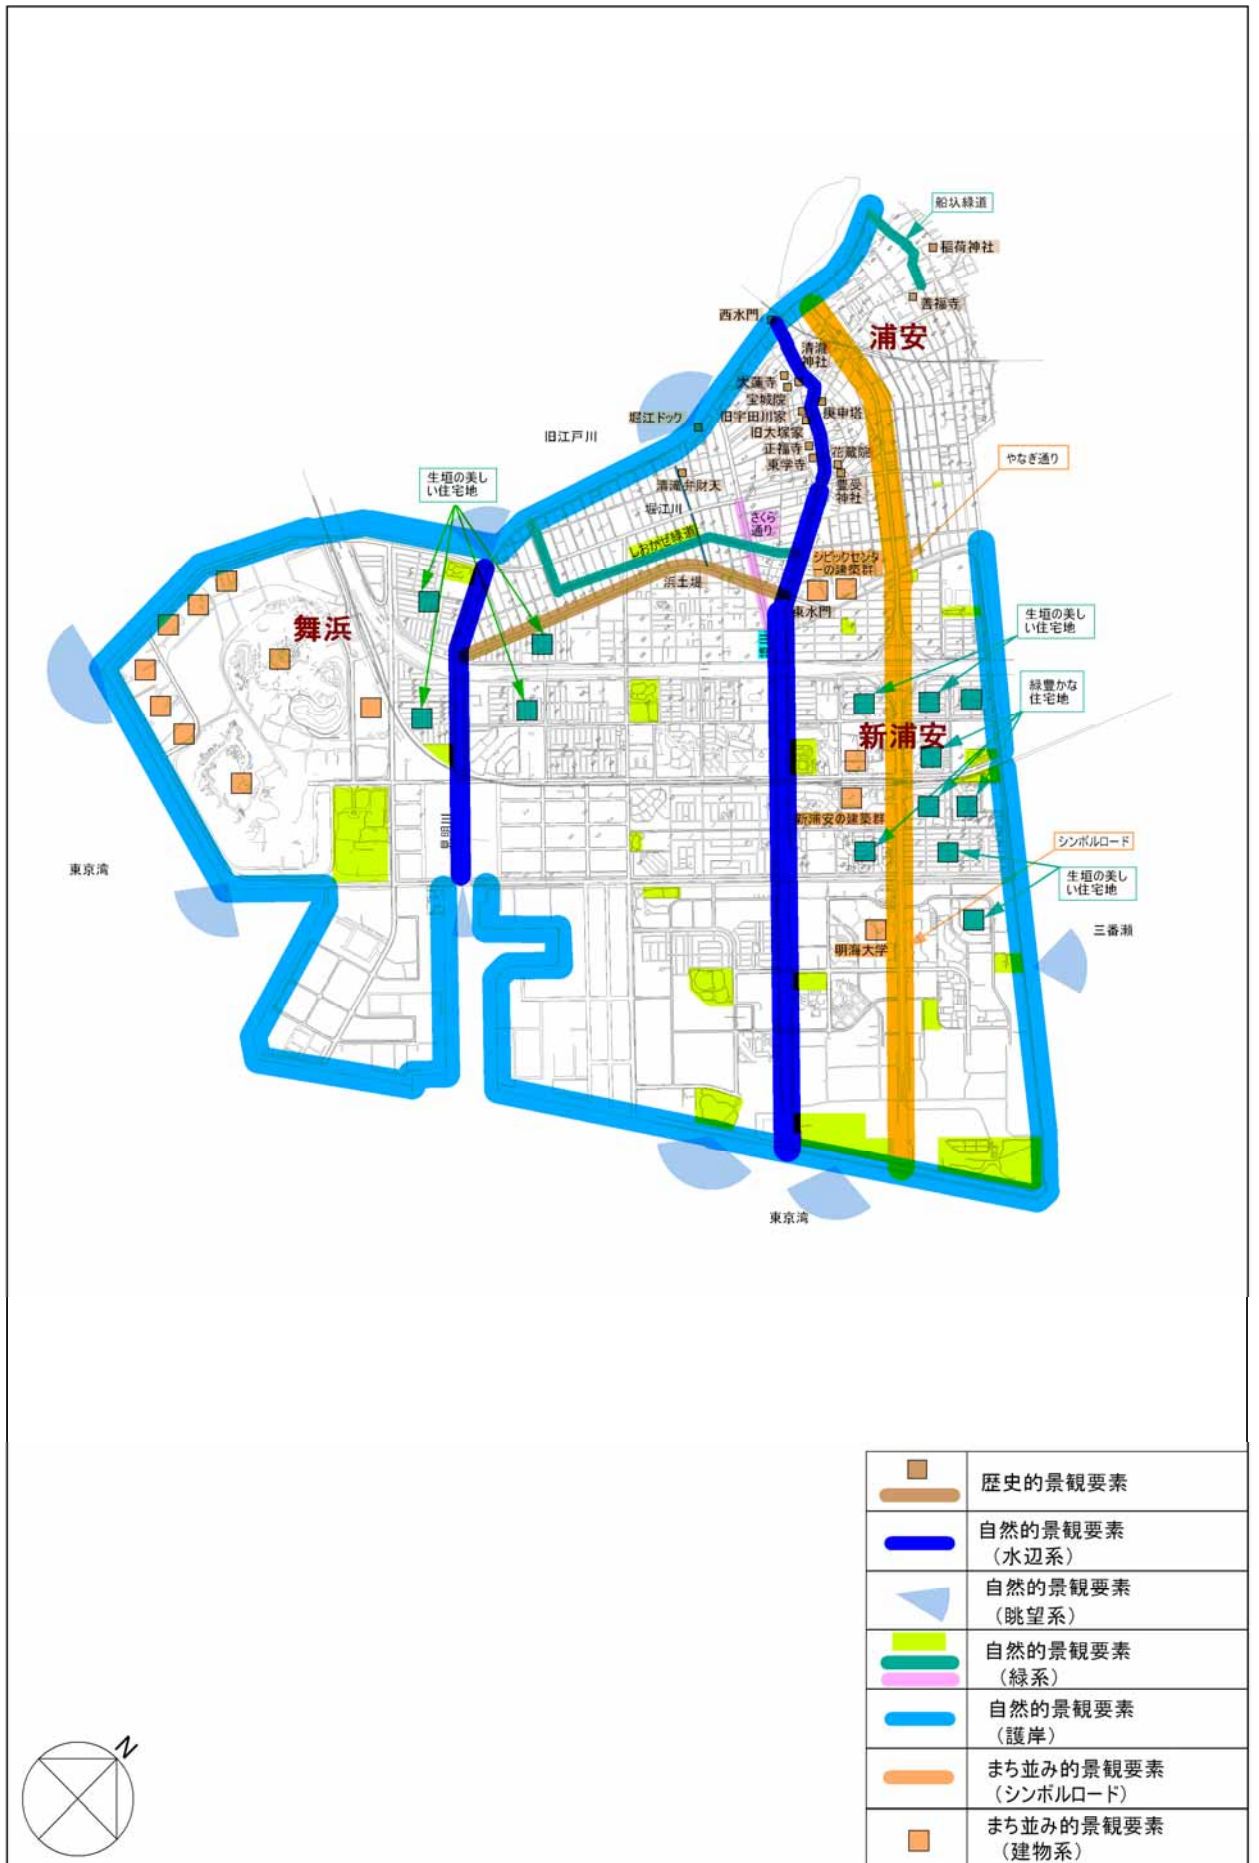 船圦緑道
稲荷神社
善福寺
西水門
浦安
清瀧
神社
大蓮寺
宝城院
旧宇田川家
庚申塔
旧大塚家
正福寺
東学寺
花蔵院
豊受
神社
堀江ドック
旧江戸川
やなぎ通り
生垣の美し
い住宅地
清滝弁財天
堀江川
さくら
通り
しおかぜ緑道
シビックセンタ
ーの建築群
浜土堤
東水門
舞浜
生垣の美し
い住宅地
緑豊かな
住宅地
新浦安
新浦安の建築群
シンボルロード
東京湾
生垣の美し
い住宅地
明海大学
三番瀬
東京湾
歴史的景観要素
自然的景観要素
（水辺系）
自然的景観要素
（眺望系）
自然的景観要素
（緑系）
自然的景観要素
（護岸）
まち並み的景観要素
（シンボルロード）
まち並み的景観要素
（建物系）
N